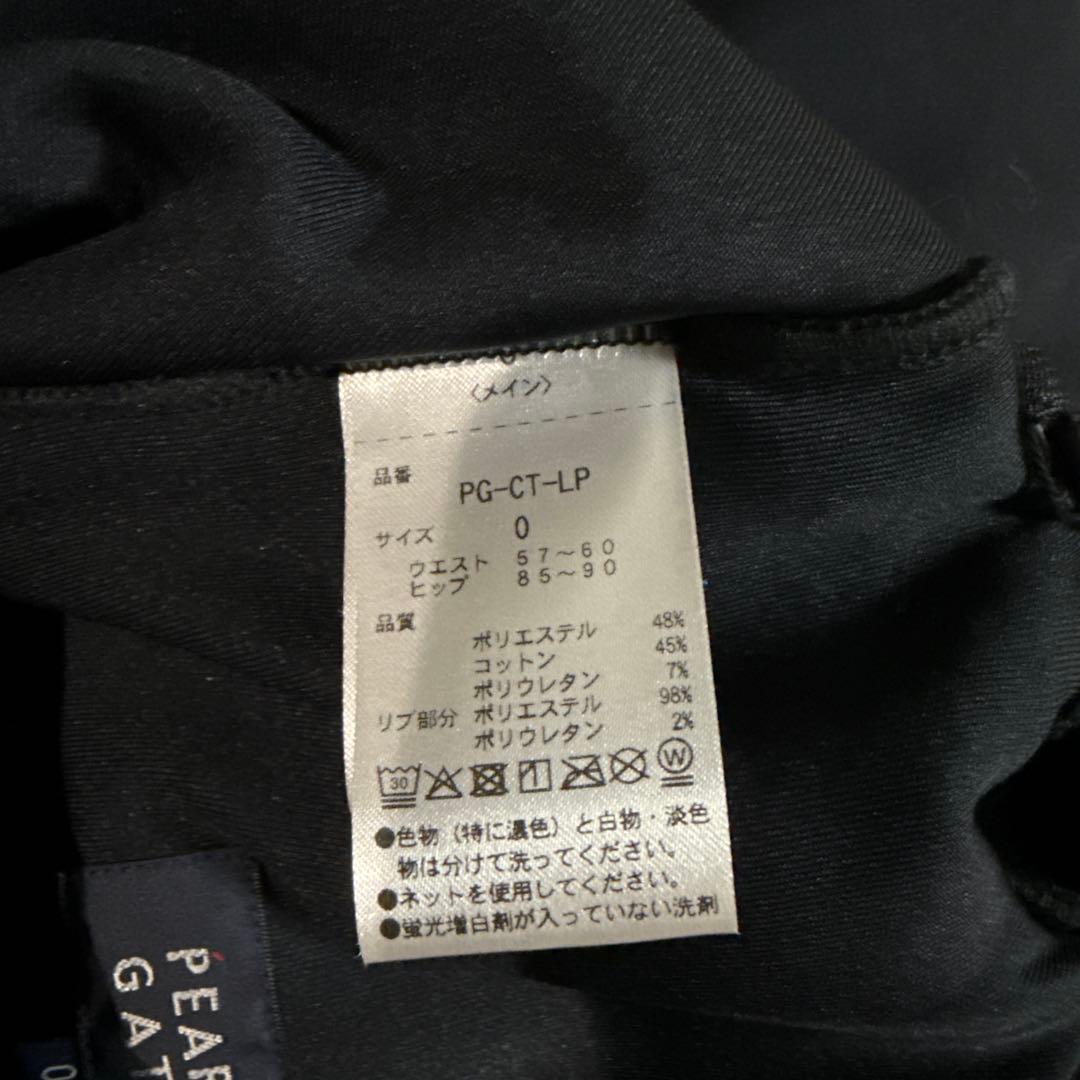 〈メイン〉
品番 PG-CT-LP
サイズ 0
ウエスト 57～60
ヒップ 85～90
品質
ポリエステル 48%
コットン 45%
ポリウレタン 7%
リブ部分 ポリエステル 98%
ポリウレタン 2%
30 1 W
●色物（特に濃色）と白物・淡色
物は分けて洗ってください。
●ネットを使用してください。
●蛍光増白剤が入っていない洗剤
PEAR
GAT
0